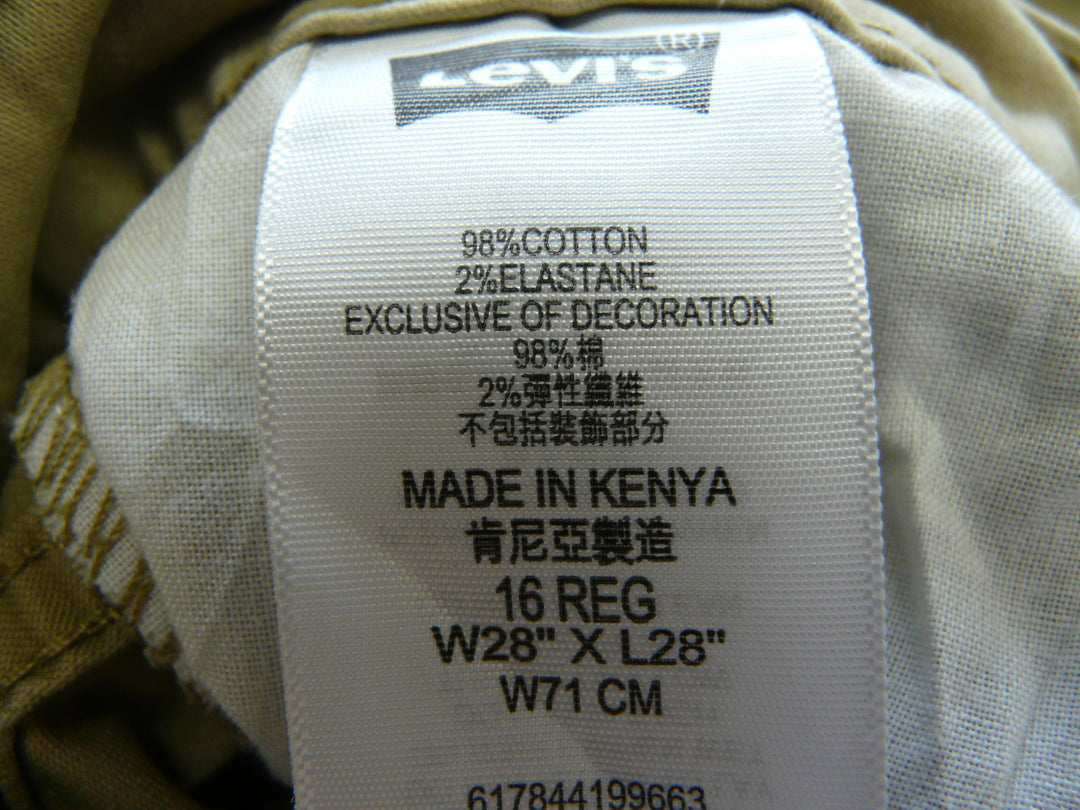 Levi's (R)
98%COTTON
2%ELASTANE
EXCLUSIVE OF DECORATION
98%棉
2%彈性纖維
不包括裝飾部分
MADE IN KENYA
肯尼亞製造
16 REG
W28" X L28"
W71 CM
617844199663